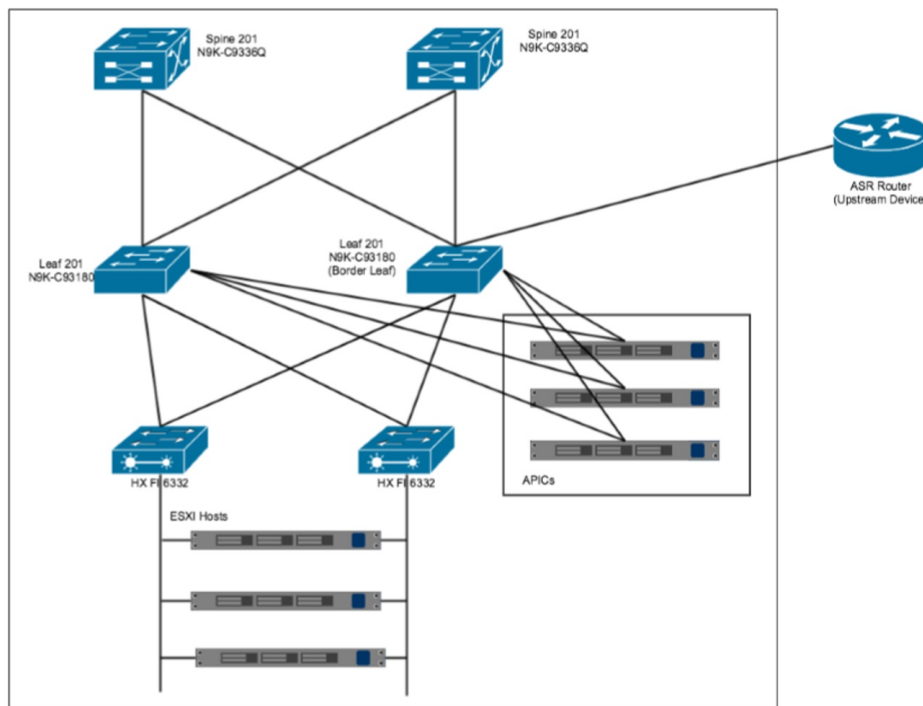 Spine 201
N9K-C9336Q
Spine 201
N9K-C9336Q
ASR Router
(Upstream Device
Leaf 201
N9K-C93180
Leaf 201
N9K-C93180
(Border Leaf)
APICs
HX FI 6332
HX FI 6332
ESXI Hosts